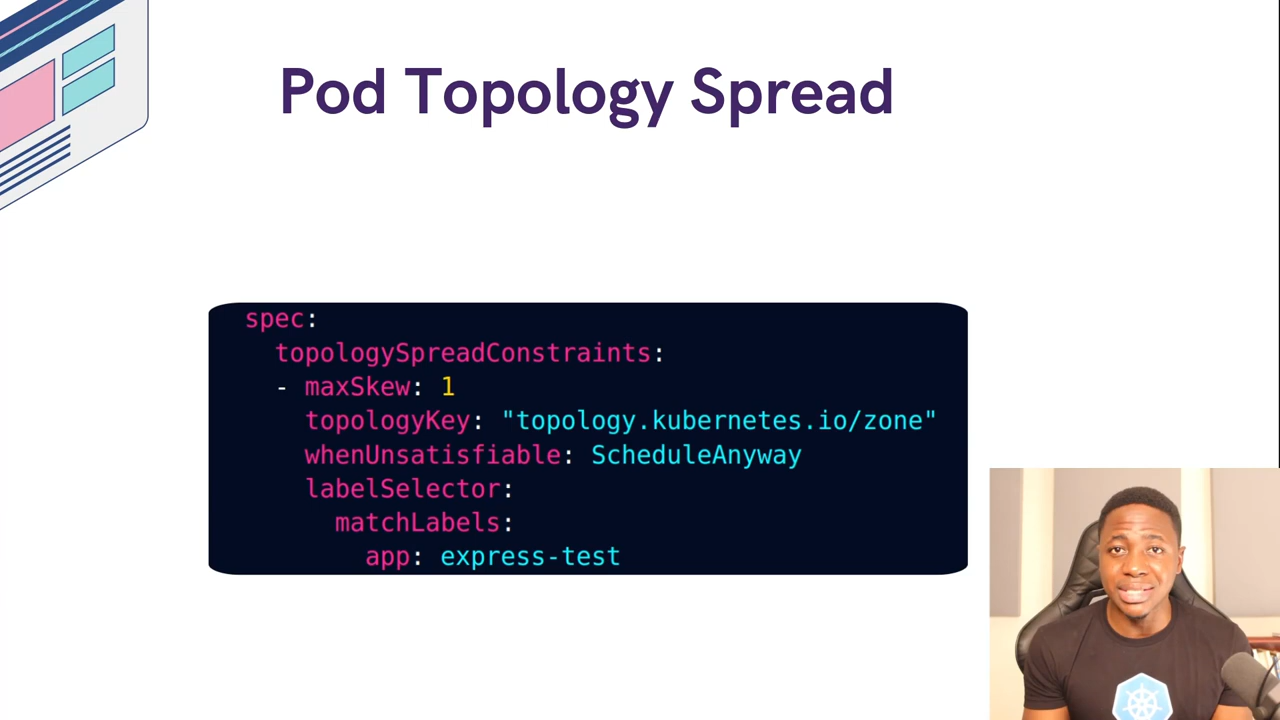 Pod Topology Spread
spec:
  topologySpreadConstraints:
  - maxSkew: 1
    topologyKey: "topology.kubernetes.io/zone"
    whenUnsatisfiable: ScheduleAnyway
    labelSelector:
      matchLabels:
        app: express-test